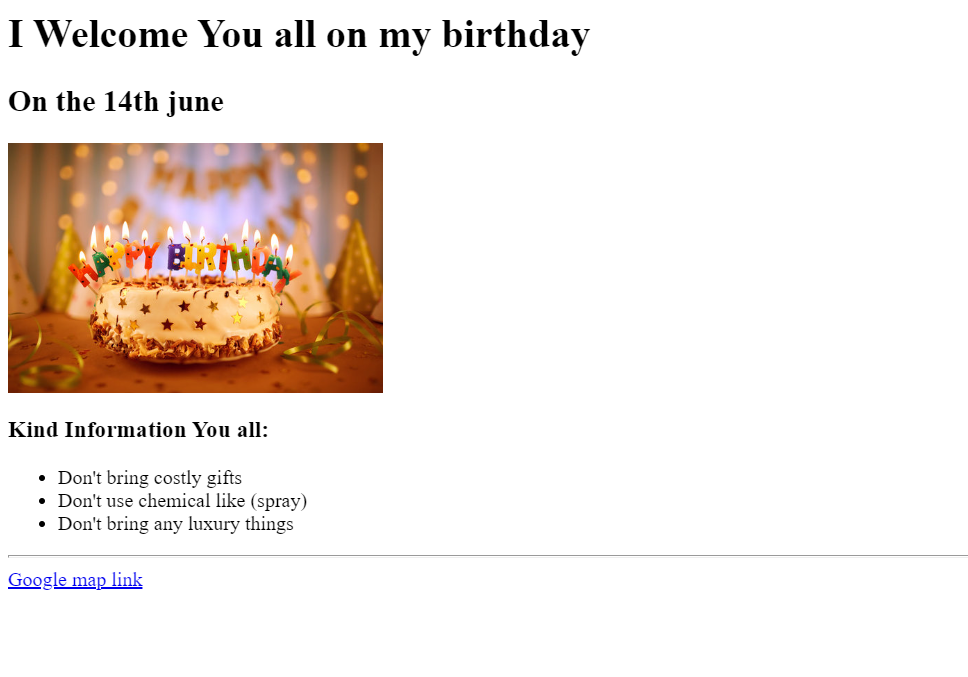 I Welcome You all on my birthday
On the 14th june
HAPPY
HAPPY BIRTHDAY
Kind Information You all:
Don't bring costly gifts
Don't use chemical like (spray)
Don't bring any luxury things
Google map link